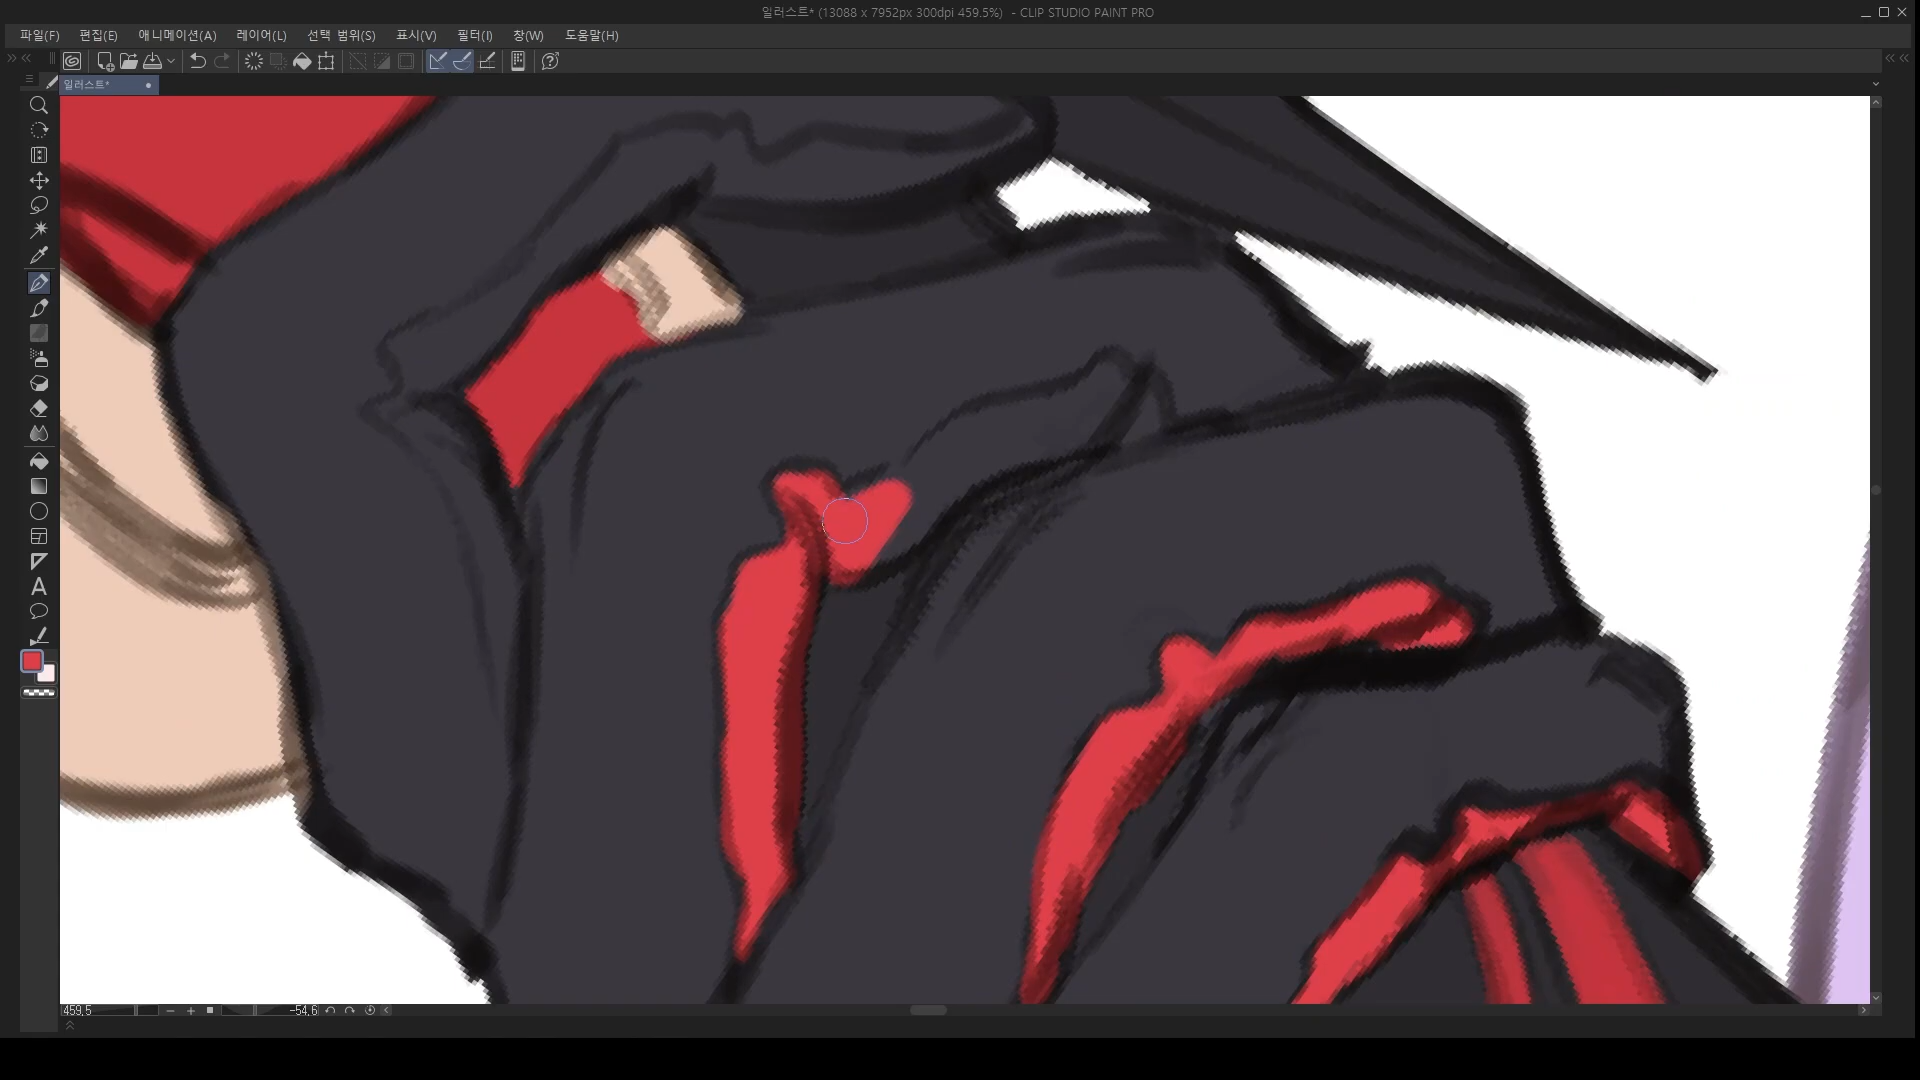 일러스트* (13088 x 7952px 300dpi 459.5%) - CLIP STUDIO PAINT PRO
파일(F) 편집(E) 애니메이션(A) 레이어(L) 선택 범위(S) 표시(V) 필터(I) 창(W) 도움말(H)
일러스트*
A
459.5 -54.6